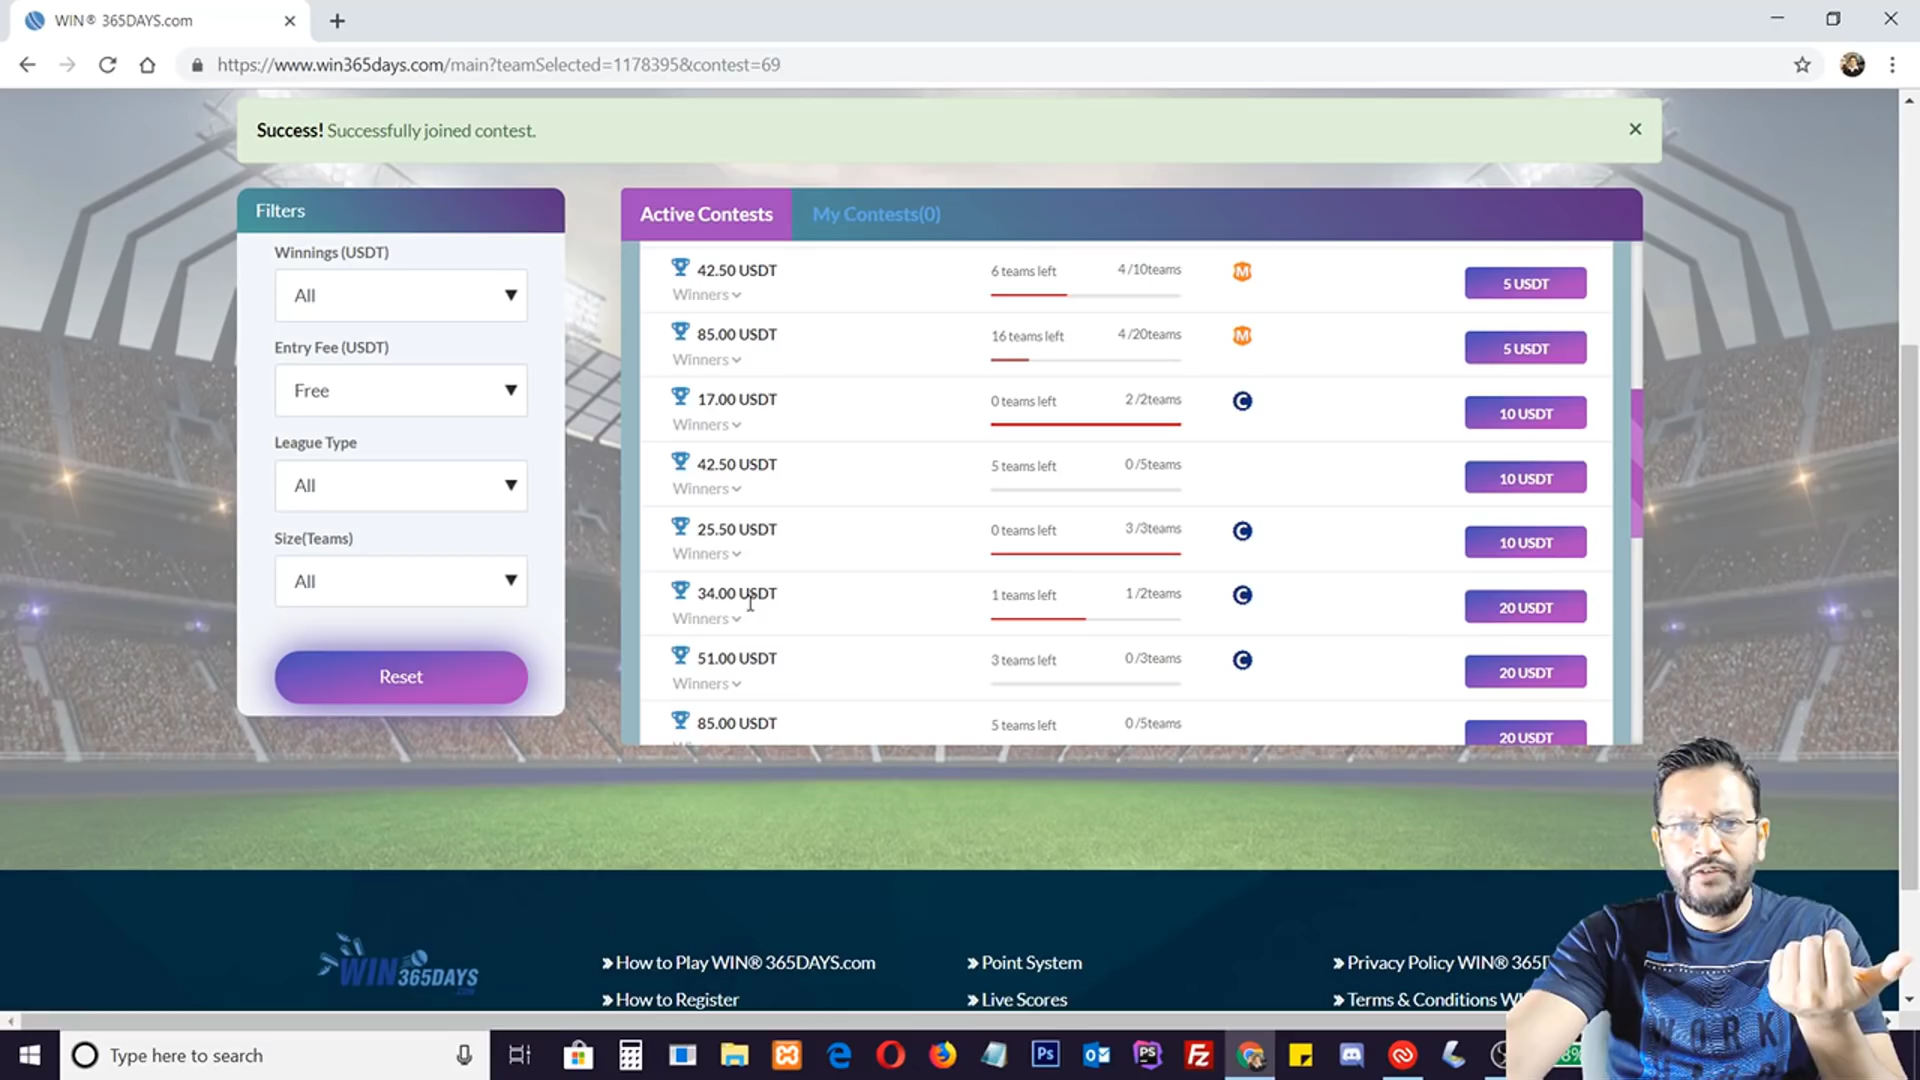 WIN® 365DAYS.com
https://www.win365days.com/main?teamSelected=1178395&contest=69
Success! Successfully joined contest.
Filters
Winnings (USDT)
All
Entry Fee (USDT)
Free
League Type
All
Size(Teams)
All
Reset
Active Contests My Contests(0)
42.50 USDT 6 teams left 4 /10teams M 5 USDT
Winners
85.00 USDT 16 teams left 4 /20teams M 5 USDT
Winners
17.00 USDT 0 teams left 2 /2teams C 10 USDT
Winners
42.50 USDT 5 teams left 0 /5teams 10 USDT
Winners
25.50 USDT 0 teams left 3 /3teams C 10 USDT
Winners
34.00 USDT 1 teams left 1 /2teams C 20 USDT
Winners
51.00 USDT 3 teams left 0 /3teams C 20 USDT
Winners
85.00 USDT 5 teams left 0 /5teams 20 USDT
WIN365DAYS
.com
How to Play WIN® 365DAYS.com
Point System
Privacy Policy WIN® 365
How to Register
Live Scores
Terms & Conditions
WORK
Type here to search
Ps
PS
FZ